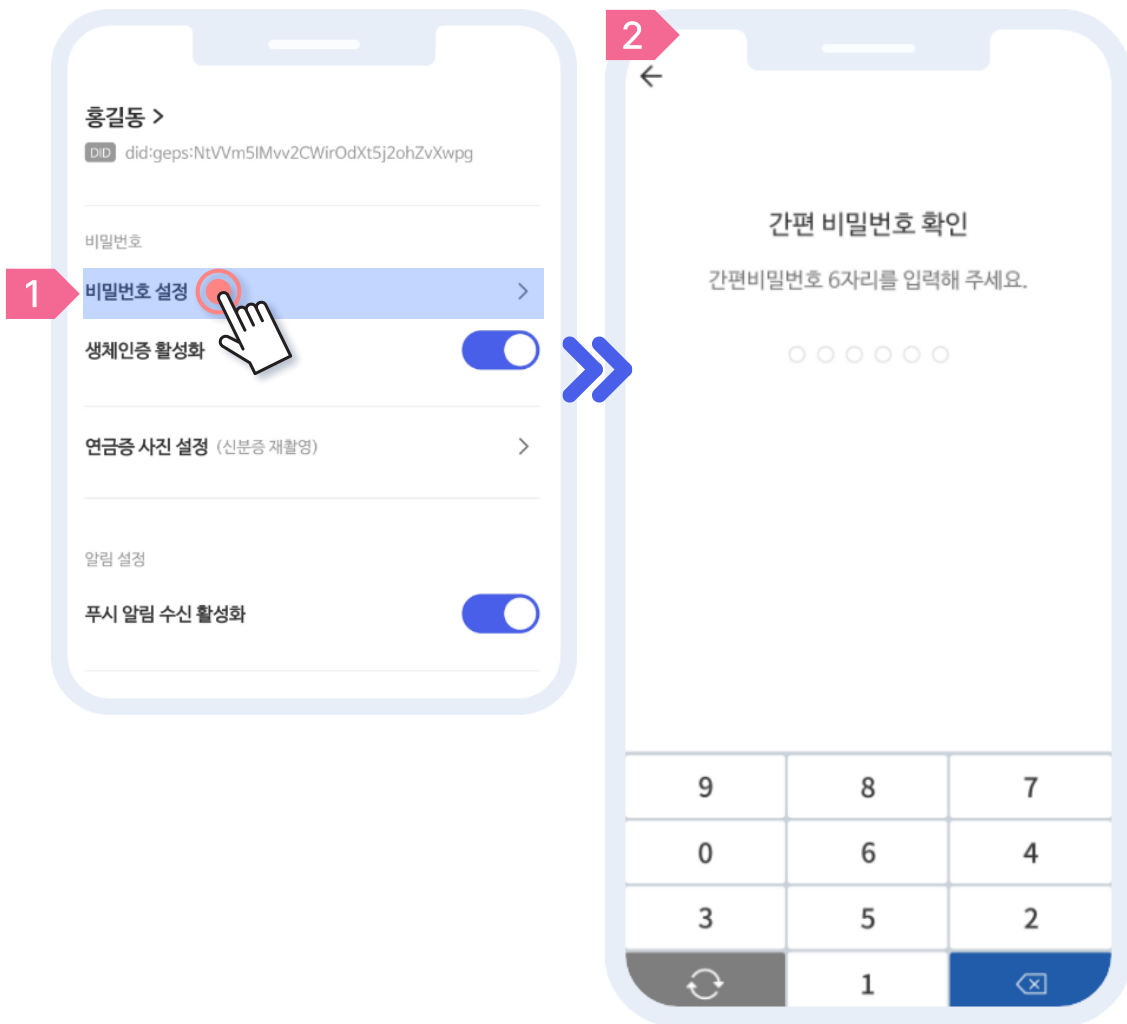 홍길동 >
DID did:geps:NtVVm5IMvv2CWirOdXt5j2ohZvXwpg
비밀번호
1
비밀번호 설정 >
생체인증 활성화
연금증 사진 설정 (신분증 재촬영) >
알림 설정
푸시 알림 수신 활성화
2
간편 비밀번호 확인
간편비밀번호 6자리를 입력해 주세요.
9 8 7
0 6 4
3 5 2
1